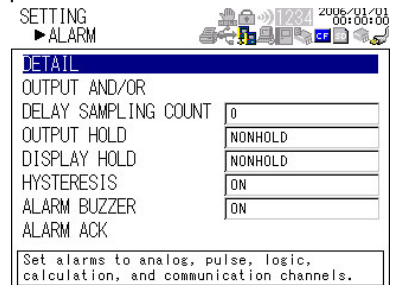 SETTING
2006/01/01
►ALARM
1234
00:00:00
CF
SD
DETAIL
OUTPUT AND/OR
DELAY SAMPLING COUNT 0
OUTPUT HOLD NONHOLD
DISPLAY HOLD NONHOLD
HYSTERESIS ON
ALARM BUZZER ON
ALARM ACK
Set alarms to analog, pulse, logic,
calculation, and communication channels.